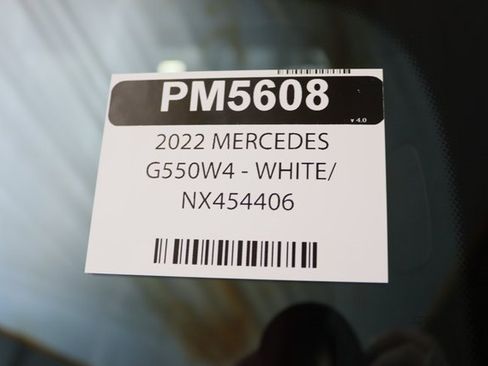 PM5608
v 4.0
2022 MERCEDES
G550W4 - WHITE/
NX454406